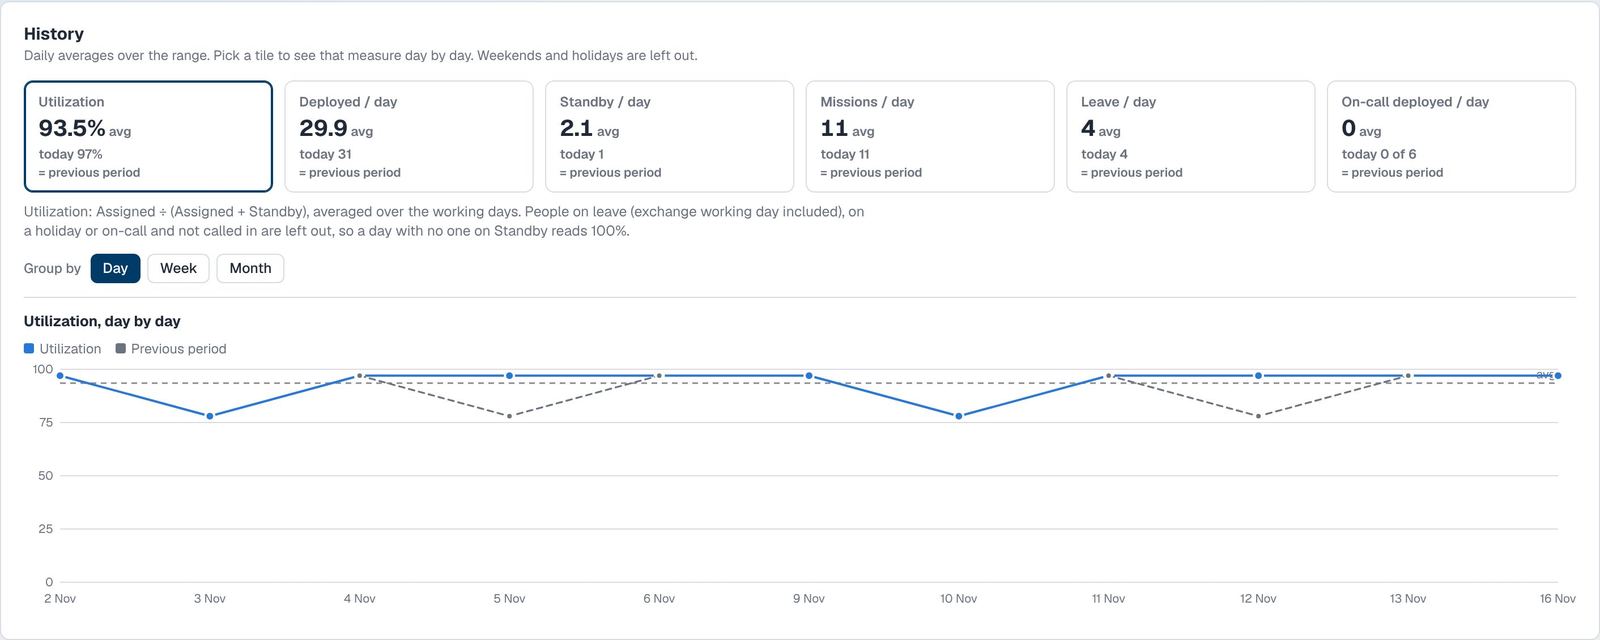 History
Daily averages over the range. Pick a tile to see that measure day by day. Weekends and holidays are left out.
Utilization
93.5% avg
today 97%
= previous period
Deployed / day
29.9 avg
today 31
= previous period
Standby / day
2.1 avg
today 1
= previous period
Missions / day
11 avg
today 11
= previous period
Leave / day
4 avg
today 4
= previous period
On-call deployed / day
0 avg
today 0 of 6
= previous period
Utilization: Assigned ÷ (Assigned + Standby), averaged over the working days. People on leave (exchange working day included), on
a holiday or on-call and not called in are left out, so a day with no one on Standby reads 100%.
Group by Day Week Month
Utilization, day by day
Utilization Previous period
100
avg
75
50
25
0
2 Nov 3 Nov 4 Nov 5 Nov 6 Nov 9 Nov 10 Nov 11 Nov 12 Nov 13 Nov 16 Nov